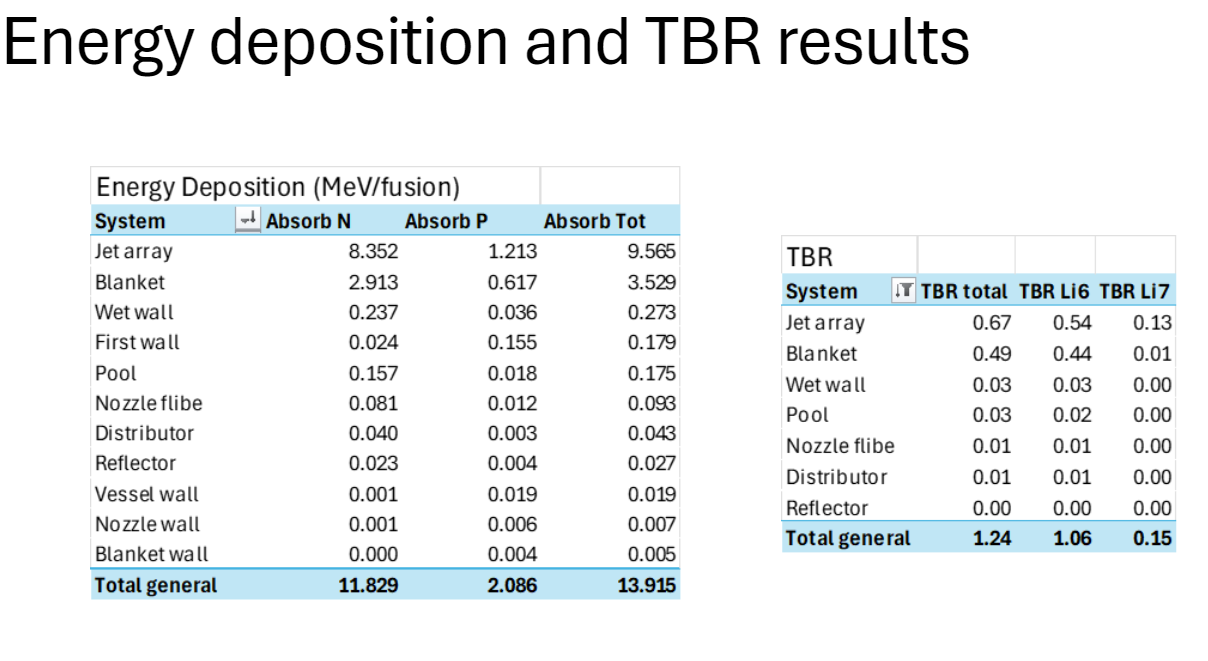 Energy deposition and TBR results
Energy Deposition (MeV/fusion)
System Absorb N Absorb P Absorb Tot
Jet array 8.352 1.213 9.565
Blanket 2.913 0.617 3.529
Wet wall 0.237 0.036 0.273
First wall 0.024 0.155 0.179
Pool 0.157 0.018 0.175
Nozzle flibe 0.081 0.012 0.093
Distributor 0.040 0.003 0.043
Reflector 0.023 0.004 0.027
Vessel wall 0.001 0.019 0.019
Nozzle wall 0.001 0.006 0.007
Blanket wall 0.000 0.004 0.005
Total general 11.829 2.086 13.915
TBR
System TBR total TBR Li6 TBR Li7
Jet array 0.67 0.54 0.13
Blanket 0.49 0.44 0.01
Wet wall 0.03 0.03 0.00
Pool 0.03 0.02 0.00
Nozzle flibe 0.01 0.01 0.00
Distributor 0.01 0.01 0.00
Reflector 0.00 0.00 0.00
Total general 1.24 1.06 0.15